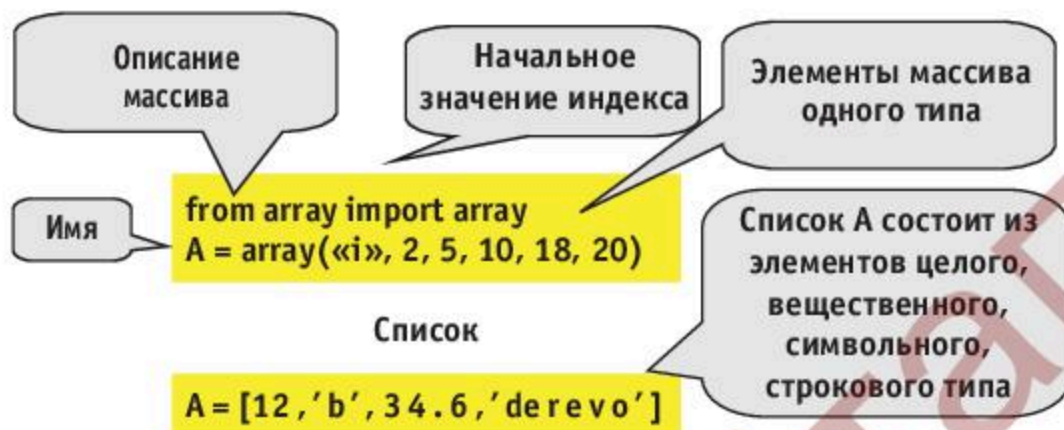 Описание
массива
Начальное
значение индекса
Элементы массива
одного типа
Имя
from array import array
A = array(«i», 2, 5, 10, 18, 20)
Список А состоит из
элементов целого,
вещественного,
символьного,
строкового типа
Список
A = [12,'b',34.6,'derevo']